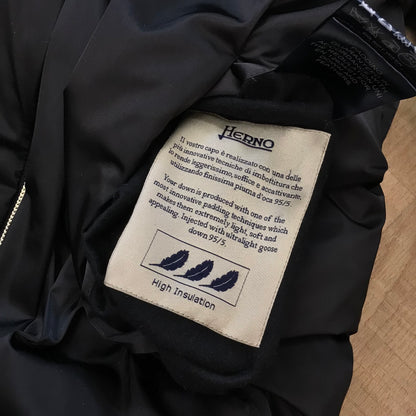 HERNO
Il vostro capo è realizzato con una delle
più innovative tecniche di imbottitura che
lo rende leggerissimo, soffice e accattivante,
utilizzando finissima piuma d'oca 95/5.
Your down is produced with one of the
most innovative padding techniques which
makes them extremely light, soft and
appealing. Injected with ultralight goose
down 95/5.
High Insulation